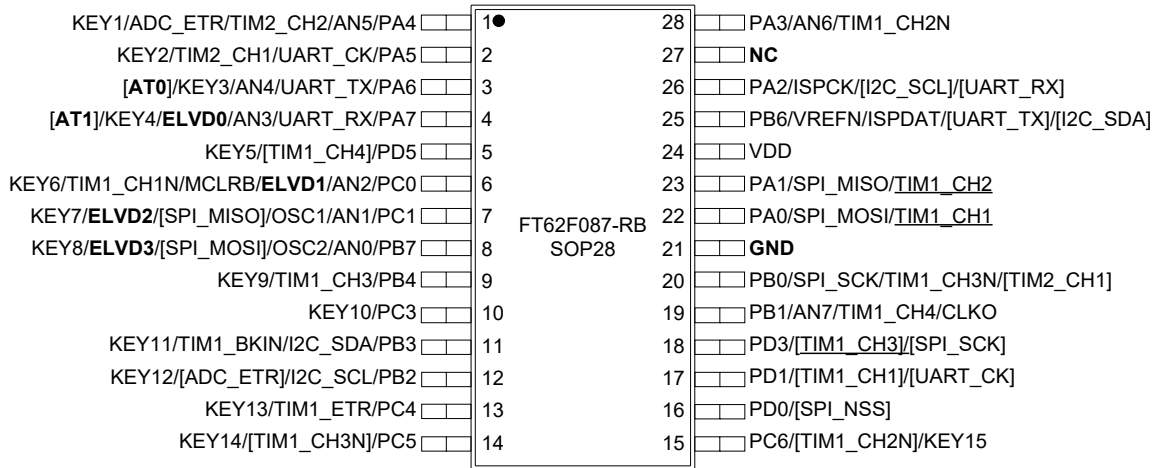 KEY1/ADC_ETR/TIM2_CH2/AN5/PA4 1 28 PA3/AN6/TIM1_CH2N
KEY2/TIM2_CH1/UART_CK/PA5 2 27 NC
[AT0]/KEY3/AN4/UART_TX/PA6 3 26 PA2/ISPCK/[I2C_SCL]/[UART_RX]
[AT1]/KEY4/ELVD0/AN3/UART_RX/PA7 4 25 PB6/VREFN/ISPDAT/[UART_TX]/[I2C_SDA]
KEY5/[TIM1_CH4]/PD5 5 24 VDD
KEY6/TIM1_CH1N/MCLRB/ELVD1/AN2/PC0 6 23 PA1/SPI_MISO/TIM1_CH2
KEY7/ELVD2/[SPI_MISO]/OSC1/AN1/PC1 7 22 PA0/SPI_MOSI/TIM1_CH1
FT62F087-RB
KEY8/ELVD3/[SPI_MOSI]/OSC2/AN0/PB7 8 SOP28 21 GND
KEY9/TIM1_CH3/PB4 9 20 PB0/SPI_SCK/TIM1_CH3N/[TIM2_CH1]
KEY10/PC3 10 19 PB1/AN7/TIM1_CH4/CLKO
KEY11/TIM1_BKIN/I2C_SDA/PB3 11 18 PD3/[TIM1_CH3]/[SPI_SCK]
KEY12/[ADC_ETR]/I2C_SCL/PB2 12 17 PD1/[TIM1_CH1]/[UART_CK]
KEY13/TIM1_ETR/PC4 13 16 PD0/[SPI_NSS]
KEY14/[TIM1_CH3N]/PC5 14 15 PC6/[TIM1_CH2N]/KEY15